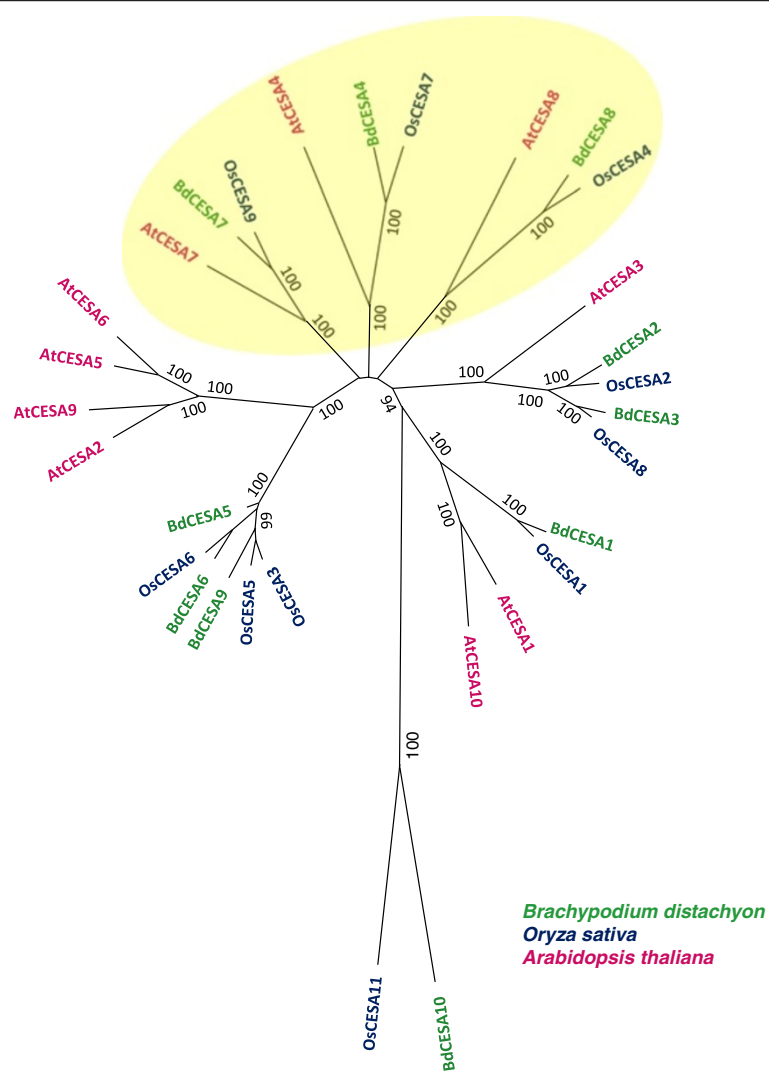 AtCESA4
BdCESA4
OsCESA7
AtCESA8
BdCESA8
OsCESA4
OsCESA9
BdCESA7
AtCESA7
100
100
100
100
100
100
AtCESA6
AtCESA5
AtCESA9
AtCESA2
100
100
100
100
AtCESA3
BdCESA2
OsCESA2
BdCESA3
OsCESA8
100
100
100
100
94
100
100
100
BdCESA1
OsCESA1
AtCESA1
AtCESA10
100
99
BdCESA5
OsCESA6
BdCESA6
BdCESA9
OsCESA5
OsCESA3
100
OsCESA11
BdCESA10
Brachypodium distachyon
Oryza sativa
Arabidopsis thaliana